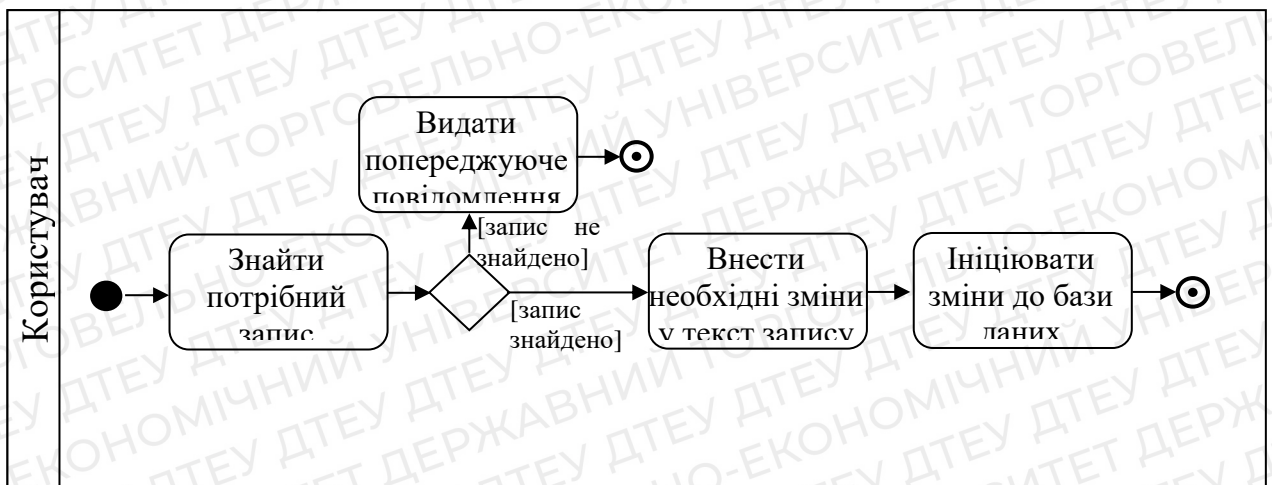 Користувач
Видати
попереджуюче
повідомлення
[запис не
знайдено]
Знайти
потрібний
запис
[запис
знайдено]
Внести
необхідні зміни
у текст запису
Ініціювати
зміни до бази
даних